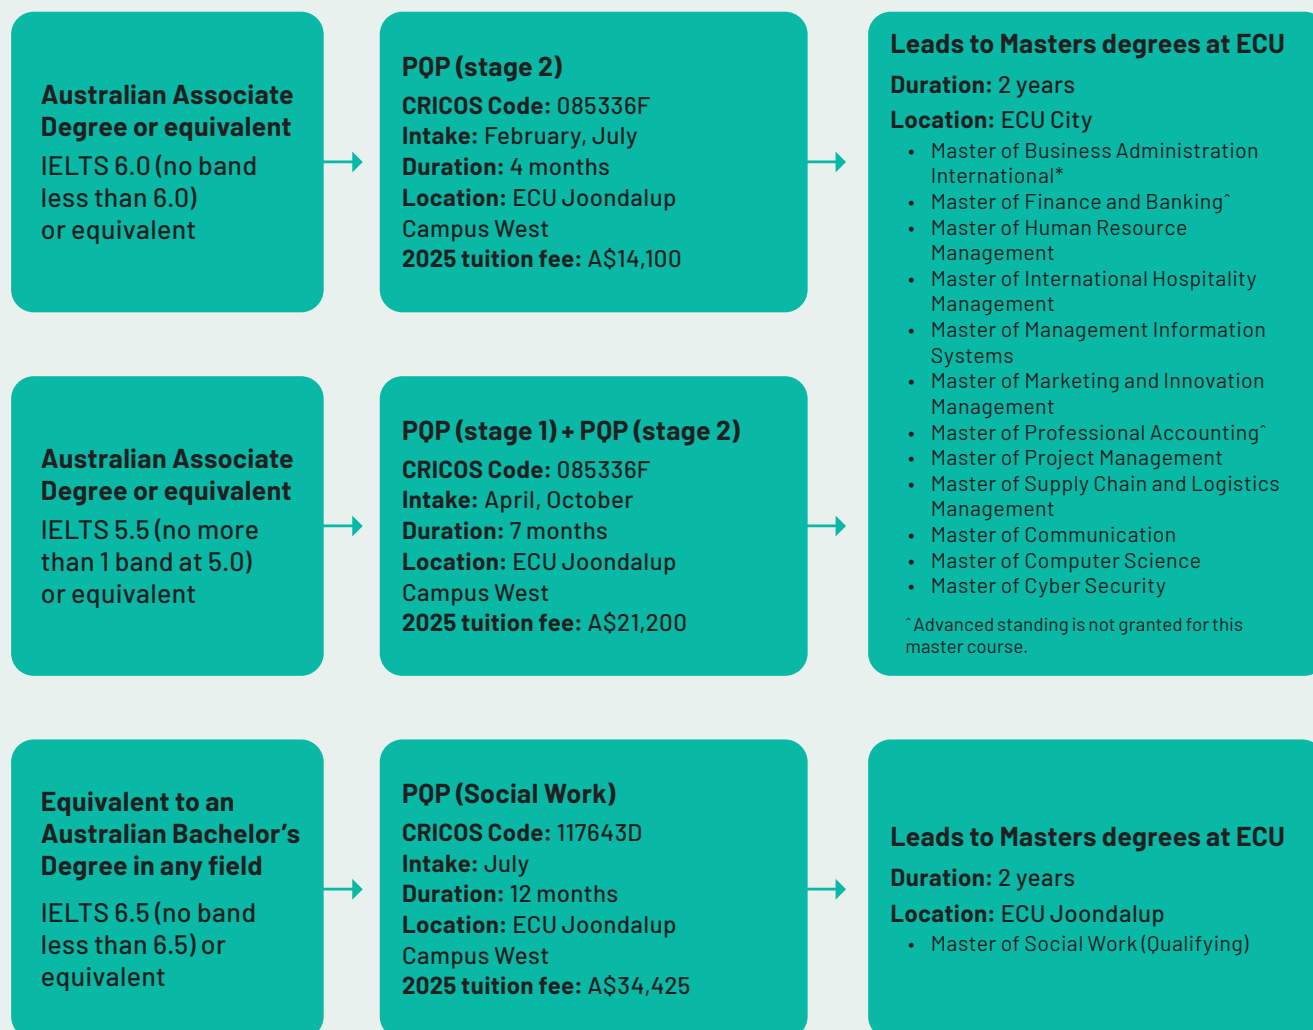 Australian Associate
Degree or equivalent
IELTS 6.0 (no band
less than 6.0)
or equivalent
PQP (stage 2)
CRICOS Code: 085336F
Intake: February, July
Duration: 4 months
Location: ECU Joondalup
Campus West
2025 tuition fee: A$14,100
Leads to Masters degrees at ECU
Duration: 2 years
Location: ECU City
• Master of Business Administration
International*
• Master of Finance and Banking^
• Master of Human Resource
Management
• Master of International Hospitality
Management
• Master of Management Information
Systems
• Master of Marketing and Innovation
Management
• Master of Professional Accounting^
• Master of Project Management
• Master of Supply Chain and Logistics
Management
• Master of Communication
• Master of Computer Science
• Master of Cyber Security
^ Advanced standing is not granted for this
master course.
Australian Associate
Degree or equivalent
IELTS 5.5 (no more
than 1 band at 5.0)
or equivalent
PQP (stage 1) + PQP (stage 2)
CRICOS Code: 085336F
Intake: April, October
Duration: 7 months
Location: ECU Joondalup
Campus West
2025 tuition fee: A$21,200
Equivalent to an
Australian Bachelor's
Degree in any field
IELTS 6.5 (no band
less than 6.5) or
equivalent
PQP (Social Work)
CRICOS Code: 117643D
Intake: July
Duration: 12 months
Location: ECU Joondalup
Campus West
2025 tuition fee: A$34,425
Leads to Masters degrees at ECU
Duration: 2 years
Location: ECU Joondalup
• Master of Social Work (Qualifying)